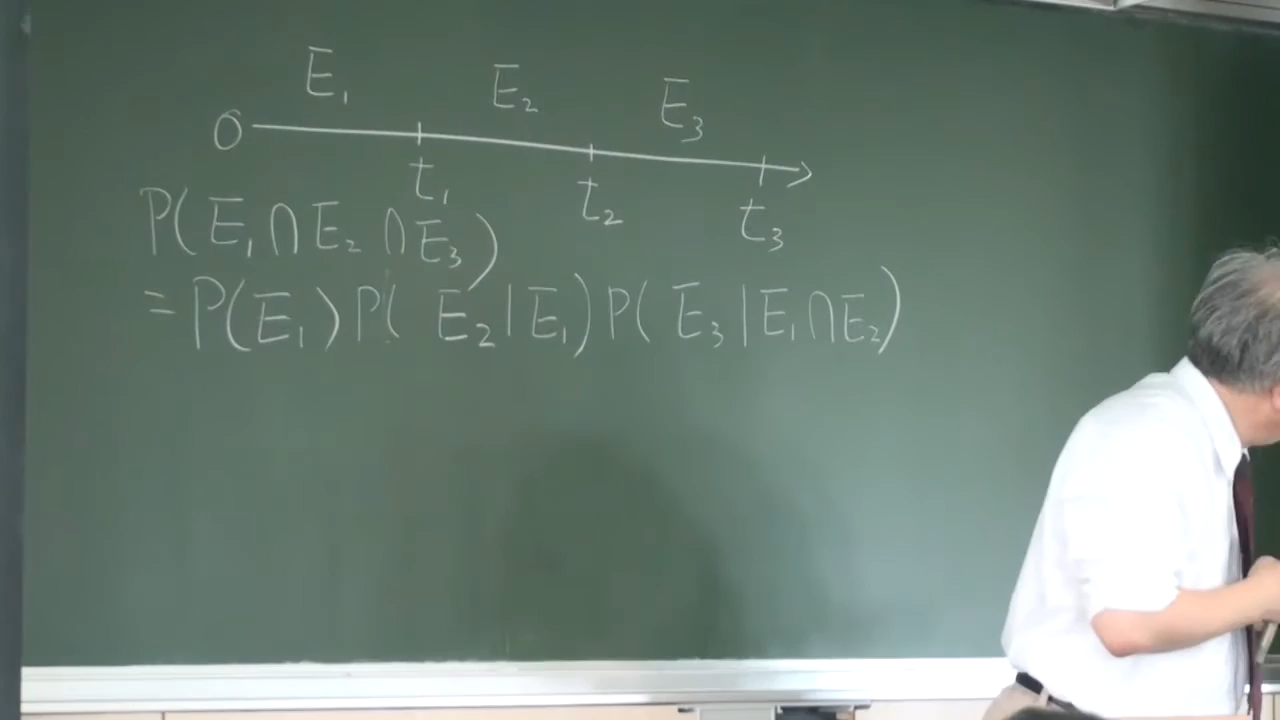 E₁ E₂ E₃
0 t₁ t₂ t₃
P(E₁∩E₂∩E₃)
=P(E₁)P(E₂|E₁)P(E₃|E₁∩E₂)